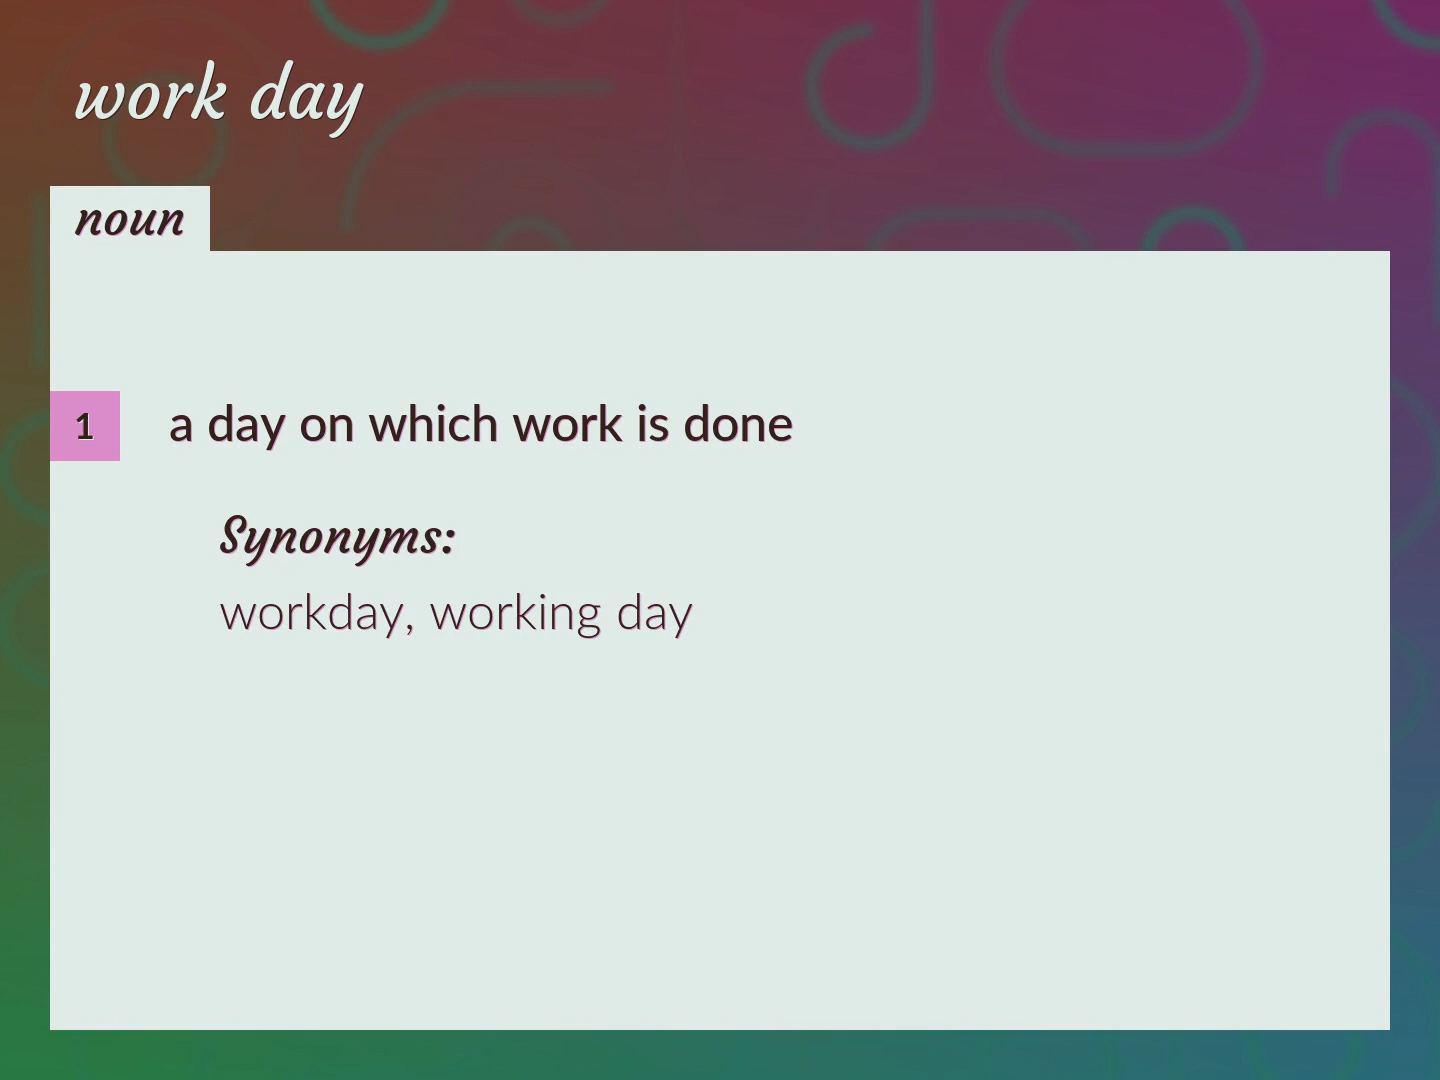 work day
noun
1 a day on which work is done
Synonyms:
workday, working day